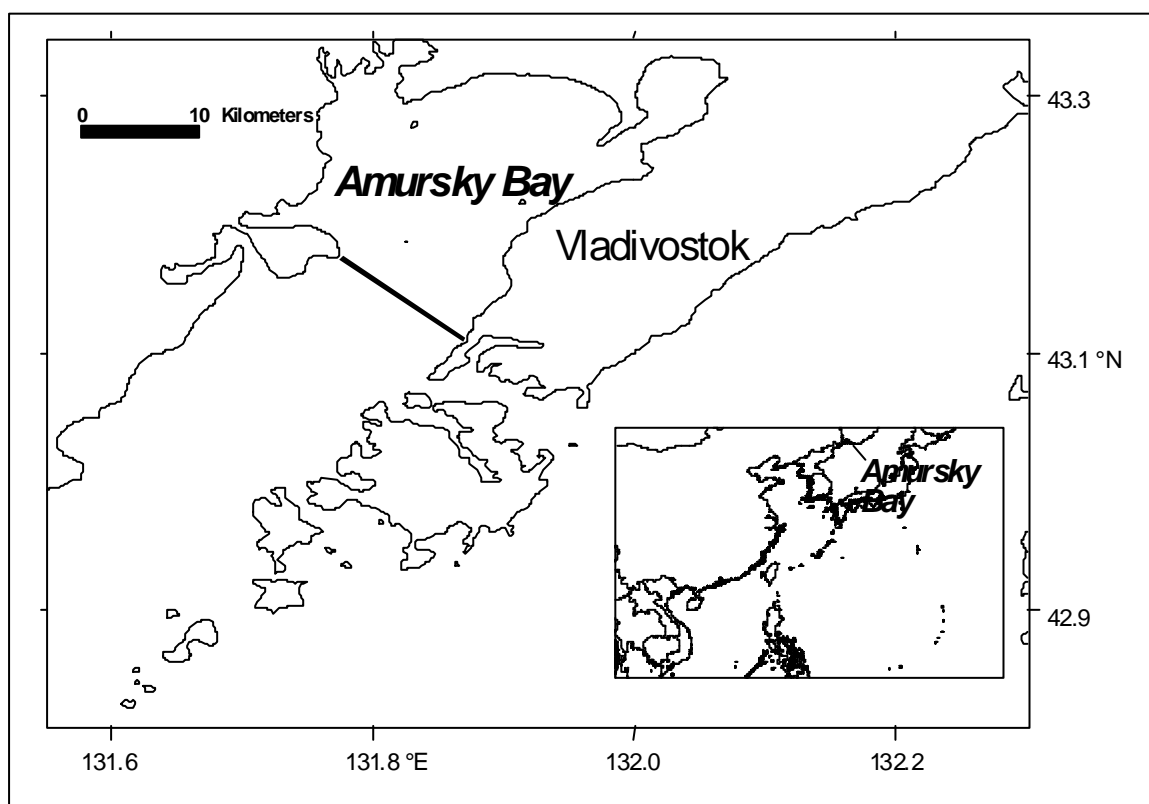 0 10 Kilometers
43.3
Amursky Bay
Vladivostok
43.1 °N
Amursky
Bay
42.9
131.6 131.8 °E 132.0 132.2